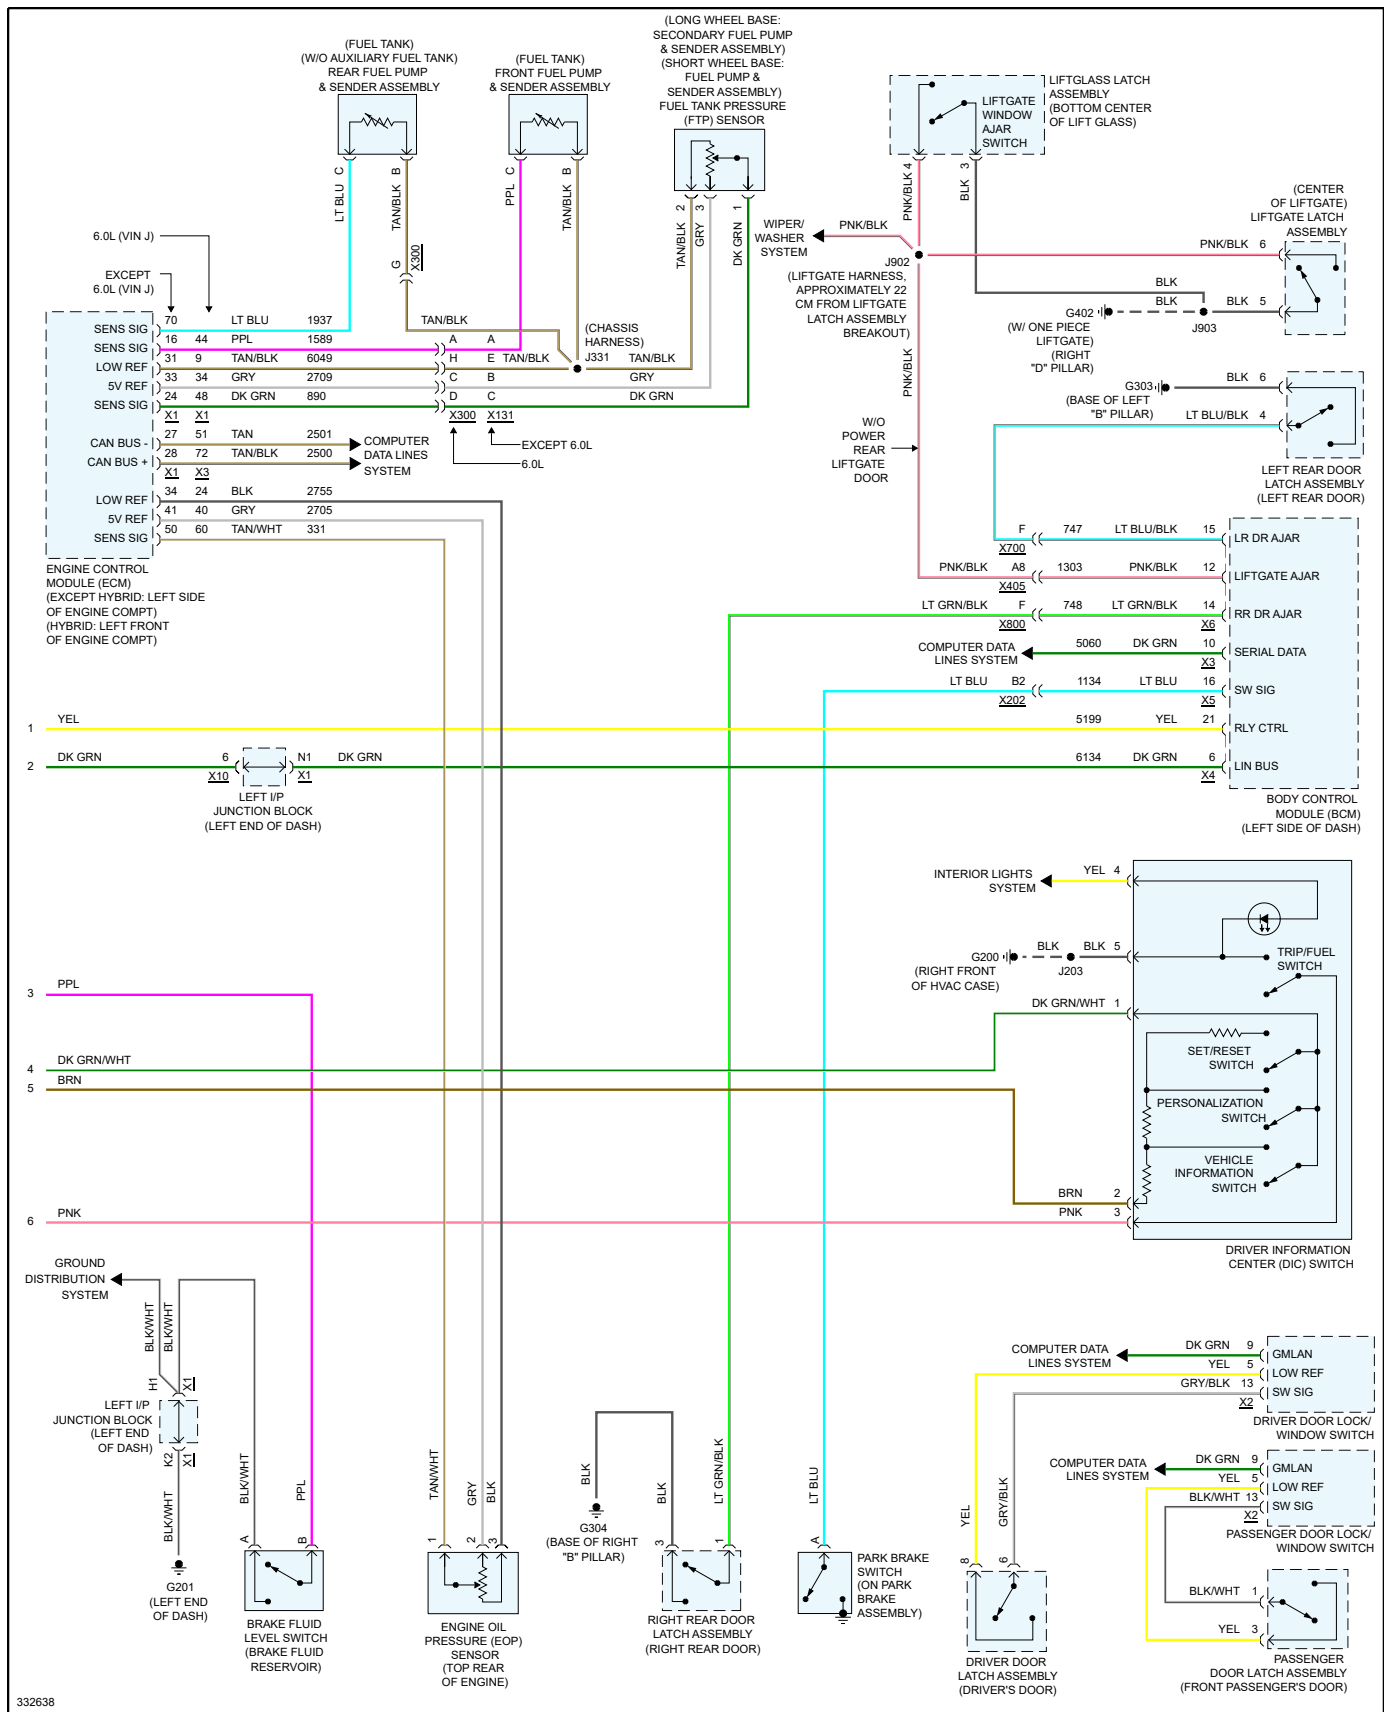 (LONG WHEEL BASE:
SECONDARY FUEL PUMP
& SENDER ASSEMBLY)
(SHORT WHEEL BASE:
FUEL PUMP &
SENDER ASSEMBLY)
FUEL TANK PRESSURE
(FTP) SENSOR
(FUEL TANK)
(W/O AUXILIARY FUEL TANK)
REAR FUEL PUMP
& SENDER ASSEMBLY
(FUEL TANK)
FRONT FUEL PUMP
& SENDER ASSEMBLY
LIFTGATE
WINDOW
AJAR
SWITCH
LIFTGLASS LATCH
ASSEMBLY
(BOTTOM CENTER
OF LIFT GLASS)
LT BLU C
TAN/BLK B
G X300
PPL C
TAN/BLK B
TAN/BLK 2
GRY 3
DK GRN 1
PNK/BLK 4
BLK 3
WIPER/
WASHER
SYSTEM
PNK/BLK
J902
(LIFTGATE HARNESS,
APPROXIMATELY 22
CM FROM LIFTGATE
LATCH ASSEMBLY
BREAKOUT)
PNK/BLK
(CENTER
OF LIFTGATE)
LIFTGATE LATCH
ASSEMBLY
PNK/BLK 6
BLK
BLK
BLK 5
G402
J903
(W/ ONE PIECE
LIFTGATE)
(RIGHT
"D" PILLAR)
G303
(BASE OF LEFT
"B" PILLAR)
BLK 6
LT BLU/BLK 4
LEFT REAR DOOR
LATCH ASSEMBLY
(LEFT REAR DOOR)
W/O
POWER
REAR
LIFTGATE
DOOR
6.0L (VIN J)
EXCEPT
6.0L (VIN J)
SENS SIG 70 LT BLU 1937 TAN/BLK
SENS SIG 16 44 PPL 1589 A A
LOW REF 31 9 TAN/BLK 6049 H E TAN/BLK TAN/BLK
5V REF 33 34 GRY 2709 C B GRY
SENS SIG 24 48 DK GRN 890 D C DK GRN
X1 X1 X300 X131
(CHASSIS
HARNESS)
J331
EXCEPT 6.0L
6.0L
CAN BUS - 27 51 TAN 2501
CAN BUS + 28 72 TAN/BLK 2500
X1 X3
COMPUTER
DATA LINES
SYSTEM
LOW REF 34 24 BLK 2755
5V REF 41 40 GRY 2705
SENS SIG 50 60 TAN/WHT 331
ENGINE CONTROL
MODULE (ECM)
(EXCEPT HYBRID: LEFT SIDE
OF ENGINE COMPT)
(HYBRID: LEFT FRONT
OF ENGINE COMPT)
F 747 LT BLU/BLK 15 LR DR AJAR
X700
PNK/BLK A8 1303 PNK/BLK 12 LIFTGATE AJAR
X405
LT GRN/BLK F 748 LT GRN/BLK 14 RR DR AJAR
X800 X6
COMPUTER DATA
LINES SYSTEM
5060 DK GRN 10 SERIAL DATA
X3
LT BLU B2 1134 LT BLU 16 SW SIG
X202 X5
1 YEL 5199 YEL 21 RLY CTRL
2 DK GRN 6 N1 DK GRN 6134 DK GRN 6 LIN BUS
X10 X1 X4
LEFT I/P
JUNCTION BLOCK
(LEFT END OF DASH)
BODY CONTROL
MODULE (BCM)
(LEFT SIDE OF DASH)
INTERIOR LIGHTS
SYSTEM
YEL 4
G200 BLK BLK 5
J203
(RIGHT FRONT
OF HVAC CASE)
DK GRN/WHT 1
TRIP/FUEL
SWITCH
SET/RESET
SWITCH
PERSONALIZATION
SWITCH
VEHICLE
INFORMATION
SWITCH
3 PPL
4 DK GRN/WHT
5 BRN
BRN 2
6 PNK
PNK 3
DRIVER INFORMATION
CENTER (DIC) SWITCH
GROUND
DISTRIBUTION
SYSTEM
BLK/WHT
BLK/WHT
H1 X1
LEFT I/P
JUNCTION BLOCK
(LEFT END
OF DASH)
K2 X1
BLK/WHT
G201
(LEFT END
OF DASH)
BLK/WHT A
PPL B
BRAKE FLUID
LEVEL SWITCH
(BRAKE FLUID
RESERVOIR)
TAN/WHT 1
GRY 2
BLK 3
ENGINE OIL
PRESSURE (EOP)
SENSOR
(TOP REAR
OF ENGINE)
BLK
G304
(BASE OF RIGHT
"B" PILLAR)
BLK 3
LT GRN/BLK 1
RIGHT REAR DOOR
LATCH ASSEMBLY
(RIGHT REAR DOOR)
LT BLU A
PARK BRAKE
SWITCH
(ON PARK
BRAKE
ASSEMBLY)
YEL 8
GRY/BLK 6
DRIVER DOOR
LATCH ASSEMBLY
(DRIVER'S DOOR)
COMPUTER DATA
LINES SYSTEM
DK GRN 9 GMLAN
YEL 5 LOW REF
GRY/BLK 13 SW SIG
X2
DRIVER DOOR LOCK/
WINDOW SWITCH
COMPUTER DATA
LINES SYSTEM
DK GRN 9 GMLAN
YEL 5 LOW REF
BLK/WHT 13 SW SIG
X2
PASSENGER DOOR LOCK/
WINDOW SWITCH
BLK/WHT 1
YEL 3
PASSENGER
DOOR LATCH ASSEMBLY
(FRONT PASSENGER'S DOOR)
332638